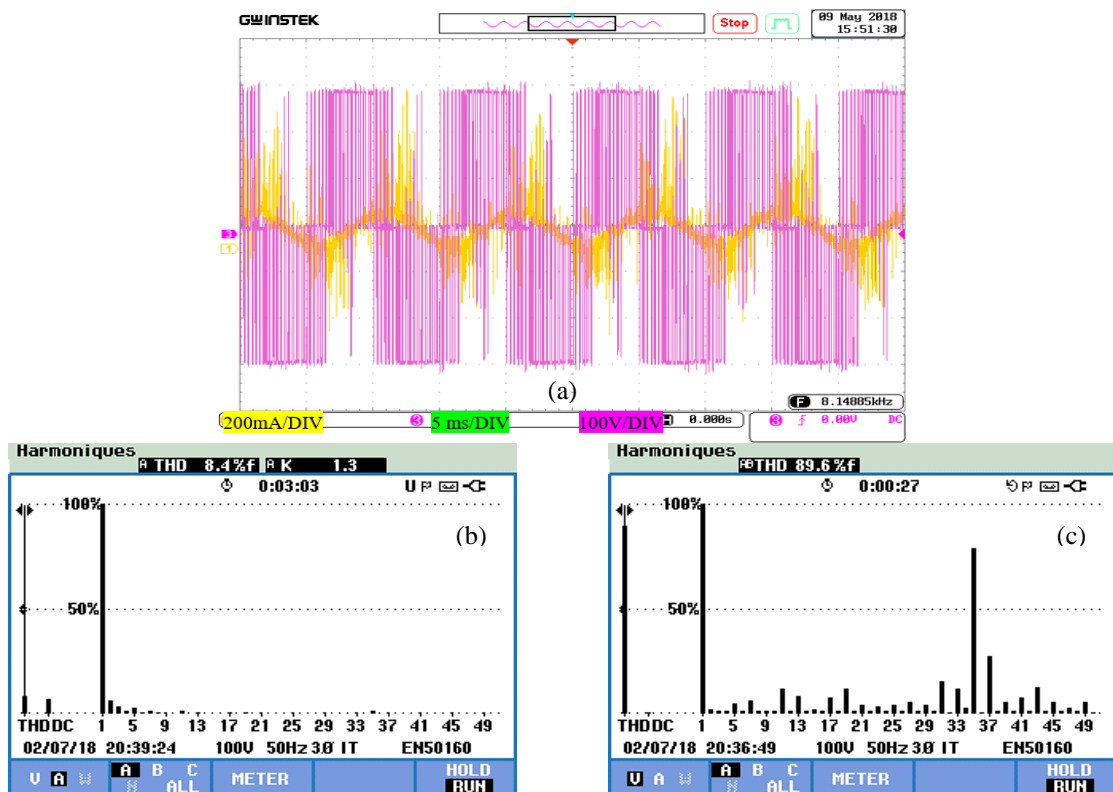 GWINSTEK Stop 09 May 2018
15:51:30
3
1
(a)
F 8.14885kHz
200mA/DIV 3 5 ms/DIV 100V/DIV H 0.000s 3 0.00V DC
Harmoniques
A THD 8.4%f A K 1.3
0:03:03
100%
(b)
50%
THD DC 1 5 9 13 17 21 25 29 33 37 41 45 49
02/07/18 20:39:24 100V 50Hz 3Ø IT EN50160
V A W A B C N ALL METER HOLD RUN
Harmoniques
AB THD 89.6%f
0:00:27
100%
(c)
50%
THD DC 1 5 9 13 17 21 25 29 33 37 41 45 49
02/07/18 20:36:49 100V 50Hz 3Ø IT EN50160
V A W A B C N ALL METER HOLD RUN